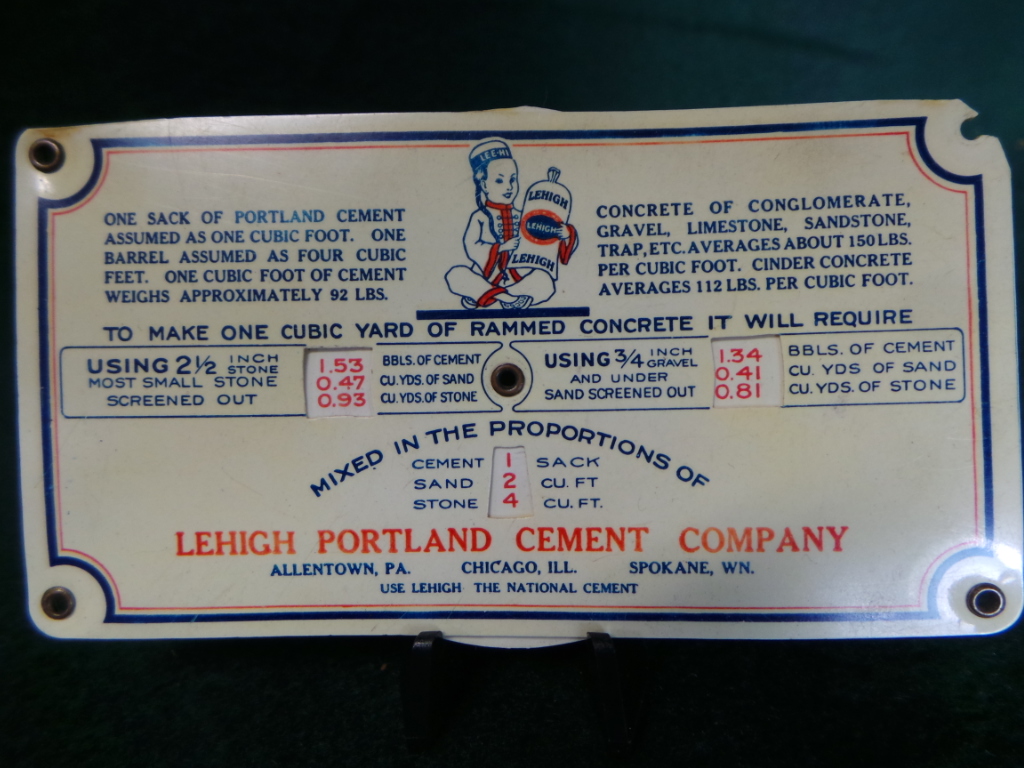 LEE-HI
LEHIGH
LEHIGH
LEHIGH
ONE SACK OF PORTLAND CEMENT
ASSUMED AS ONE CUBIC FOOT. ONE
BARREL ASSUMED AS FOUR CUBIC
FEET. ONE CUBIC FOOT OF CEMENT
WEIGHS APPROXIMATELY 92 LBS.
CONCRETE OF CONGLOMERATE,
GRAVEL, LIMESTONE, SANDSTONE,
TRAP, ETC. AVERAGES ABOUT 150 LBS.
PER CUBIC FOOT. CINDER CONCRETE
AVERAGES 112 LBS. PER CUBIC FOOT.
TO MAKE ONE CUBIC YARD OF RAMMED CONCRETE IT WILL REQUIRE
USING 2½ INCH STONE
MOST SMALL STONE
SCREENED OUT
1.53 BBLS. OF CEMENT
0.47 CU. YDS. OF SAND
0.93 CU. YDS. OF STONE
USING ¾ INCH GRAVEL
AND UNDER
SAND SCREENED OUT
1.34 BBLS. OF CEMENT
0.41 CU. YDS OF SAND
0.81 CU. YDS. OF STONE
MIXED IN THE PROPORTIONS OF
CEMENT 1 SACK
SAND 2 CU. FT
STONE 4 CU. FT.
LEHIGH PORTLAND CEMENT COMPANY
ALLENTOWN, PA. CHICAGO, ILL. SPOKANE, WN.
USE LEHIGH THE NATIONAL CEMENT